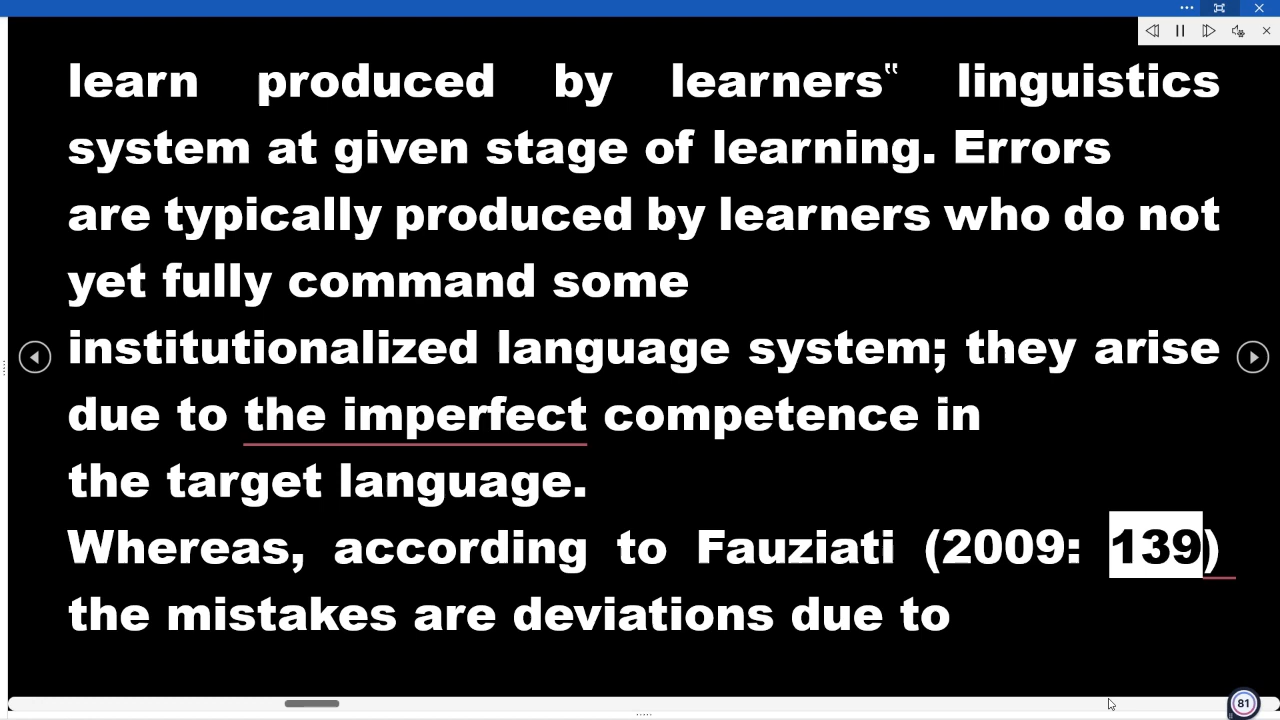 learn produced by learners‟ linguistics
system at given stage of learning. Errors
are typically produced by learners who do not
yet fully command some
institutionalized language system; they arise
due to the imperfect competence in
the target language.
Whereas, according to Fauziati (2009: 139)
the mistakes are deviations due to
81